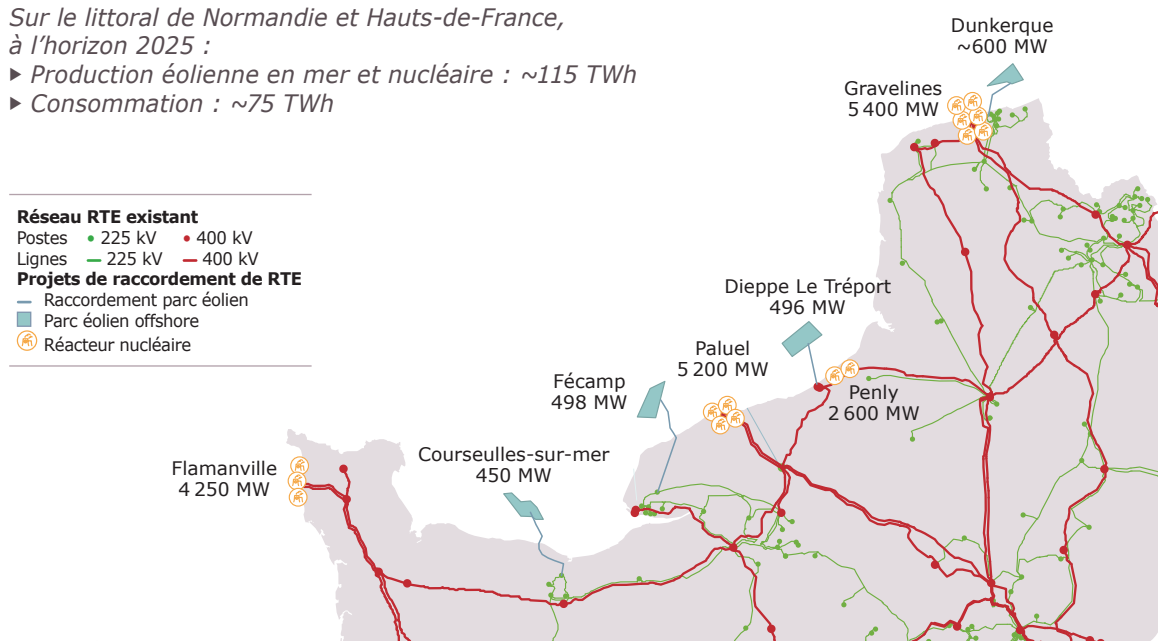 Sur le littoral de Normandie et Hauts-de-France,
à l’horizon 2025 :
▸ Production éolienne en mer et nucléaire : ~115 TWh
▸ Consommation : ~75 TWh
Réseau RTE existant
Postes • 225 kV • 400 kV
Lignes — 225 kV — 400 kV
Projets de raccordement de RTE
Raccordement parc éolien
Parc éolien offshore
Réacteur nucléaire
Dunkerque
~600 MW
Gravelines
5 400 MW
Dieppe Le Tréport
496 MW
Paluel
5 200 MW
Penly
2 600 MW
Fécamp
498 MW
Courseulles-sur-mer
450 MW
Flamanville
4 250 MW